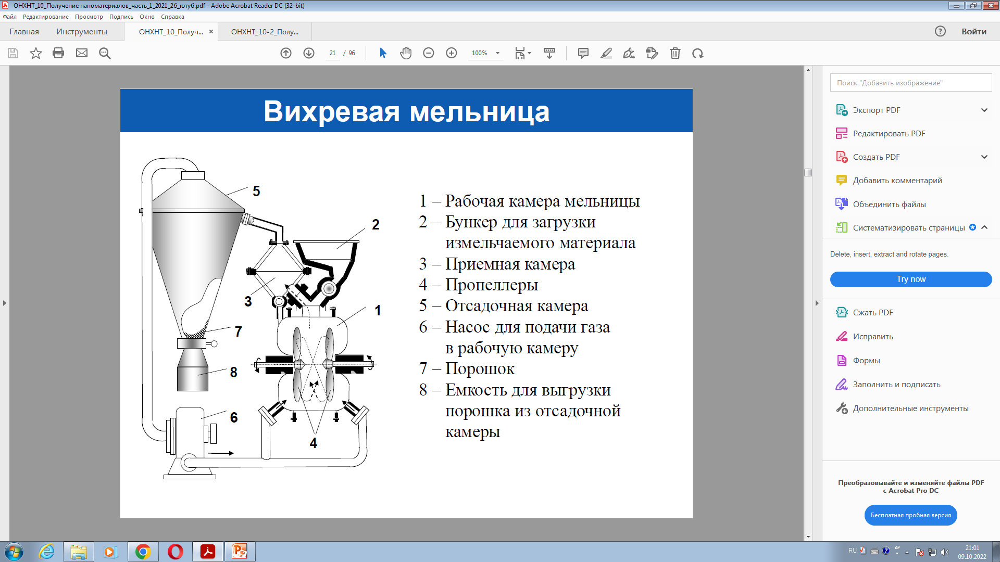 ОНХНТ_10_Получение наноматериалов_часть_1_2021_26_ютуб.pdf - Adobe Acrobat Reader DC (32-bit)
Файл Редактирование Просмотр Подпись Окно Справка
Главная Инструменты ОНХНТ_10_Получ... × ОНХНТ_10-2_Полу... ? Войти
21 / 96 100%
Поиск "Добавить изображение"
Экспорт PDF
Редактировать PDF
Создать PDF
Добавить комментарий
Объединить файлы
Систематизировать страницы
Delete, insert, extract and rotate pages.
Try now
Сжать PDF
Исправить
Формы
Заполнить и подписать
Дополнительные инструменты
Преобразовывайте и изменяйте файлы PDF
с Acrobat Pro DC
Бесплатная пробная версия
Вихревая мельница
5
2
3
1
7
8
6
4
1 – Рабочая камера мельницы
2 – Бункер для загрузки
измельчаемого материала
3 – Приемная камера
4 – Пропеллеры
5 – Отсадочная камера
6 – Насос для подачи газа
в рабочую камеру
7 – Порошок
8 – Емкость для выгрузки
порошка из отсадочной
камеры
RU
21:01
09.10.2022